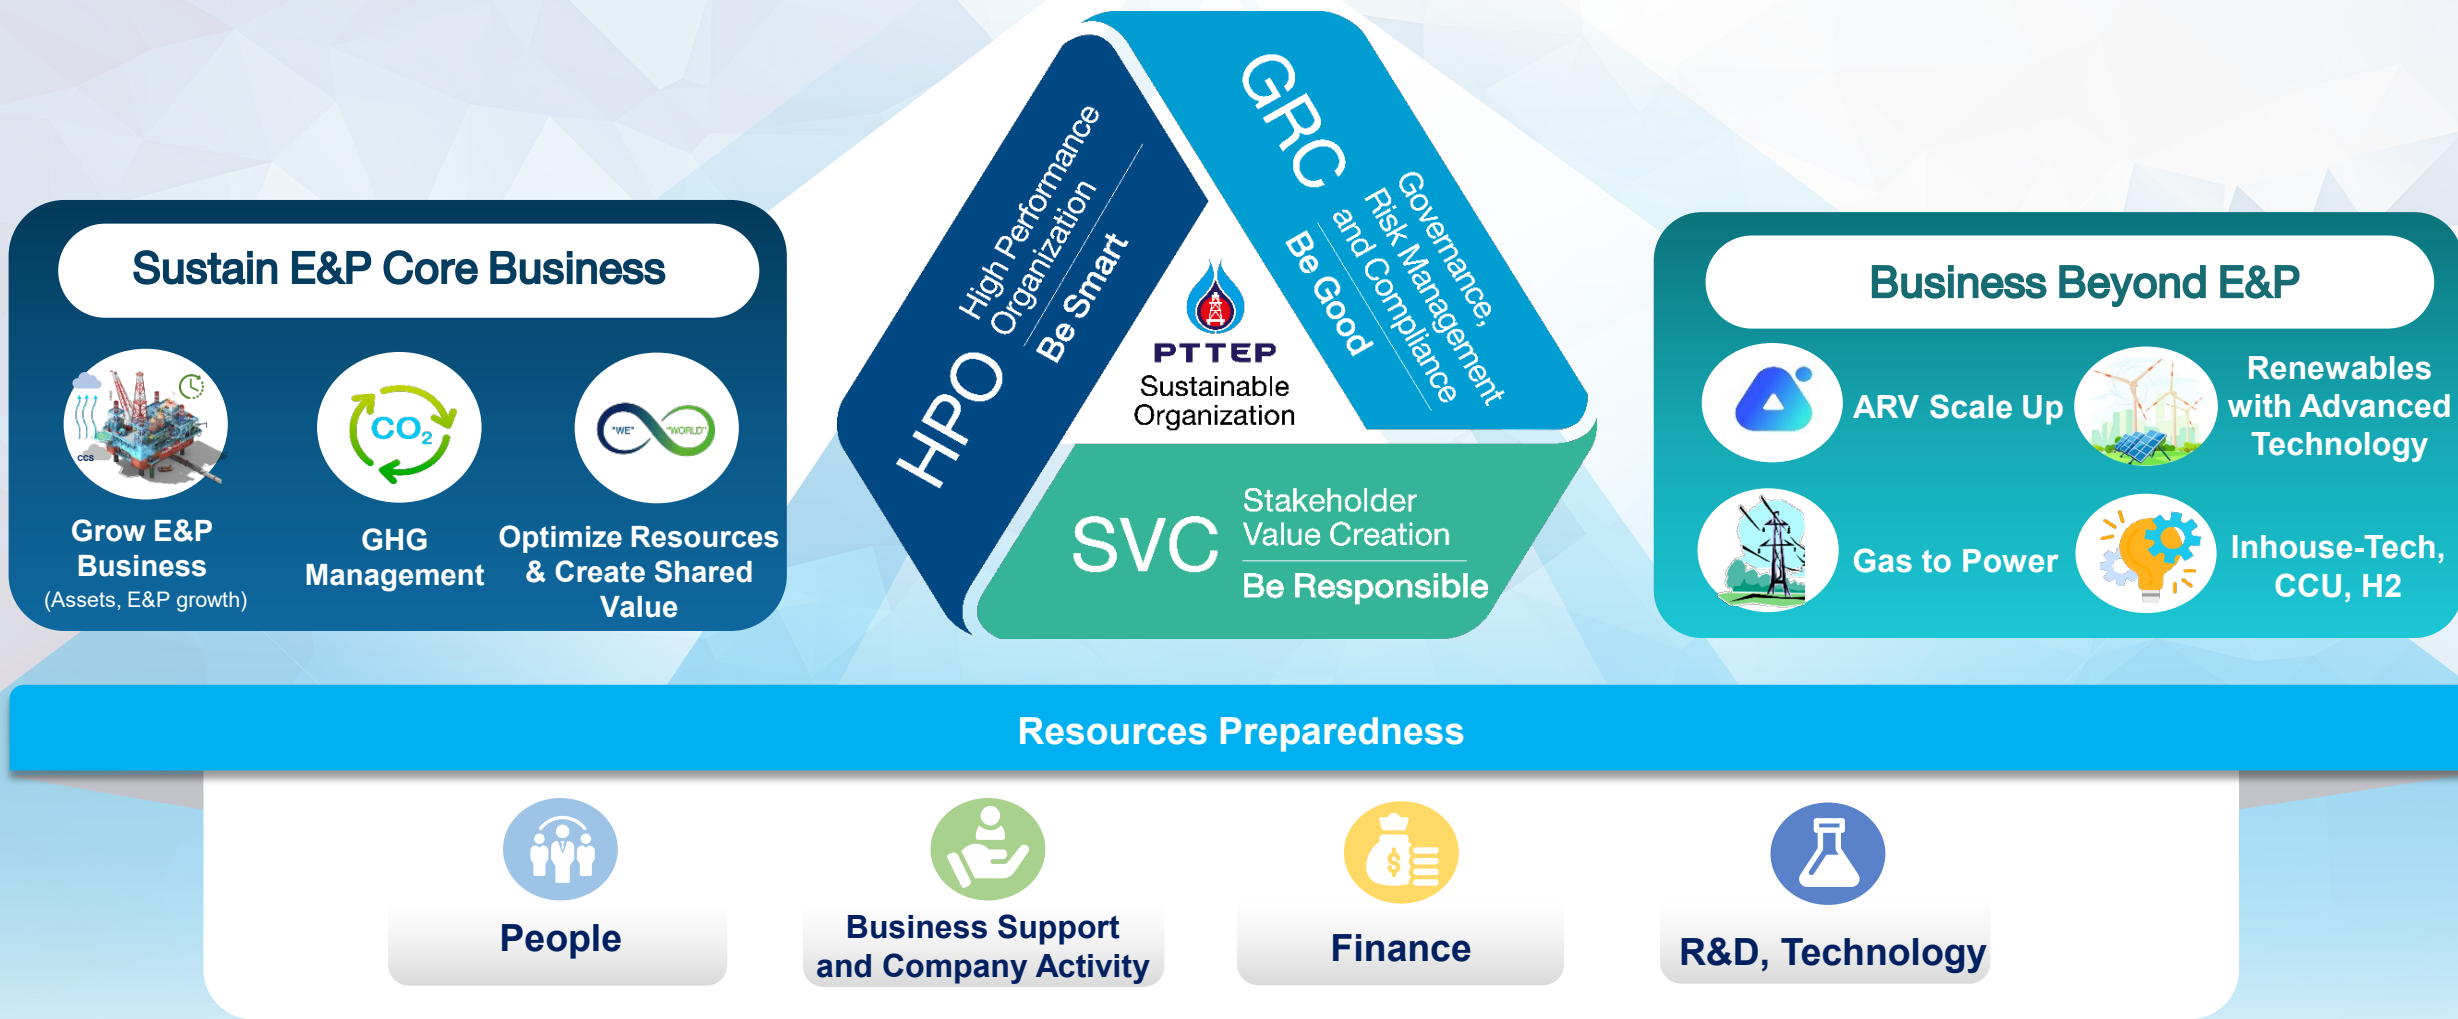 Sustain E&P Core Business
CCS
CO2
"WE"
"WORLD"
Grow E&P
Business
(Assets, E&P growth)
GHG
Management
Optimize Resources
& Create Shared
Value
HPO
High Performance
Organization
Be Smart
GRC
Governance,
Risk Management
and Compliance
Be Good
PTTEP
Sustainable
Organization
SVC
Stakeholder
Value Creation
Be Responsible
Business Beyond E&P
ARV Scale Up
Renewables
with Advanced
Technology
Gas to Power
Inhouse-Tech,
CCU, H2
Resources Preparedness
People
Business Support
and Company Activity
$
Finance
R&D, Technology